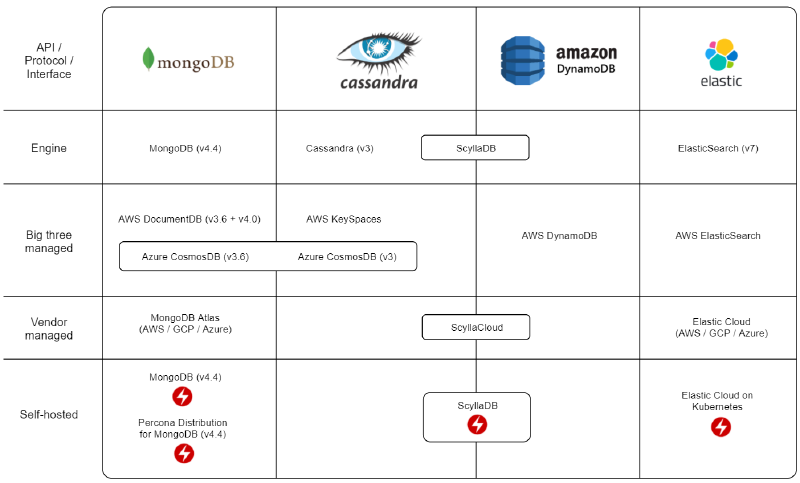 API /
Protocol /
Interface
mongoDB
cassandra
amazon
DynamoDB
elastic
Engine
MongoDB (v4.4)
Cassandra (v3)
ScyllaDB
ElasticSearch (v7)
Big three
managed
AWS DocumentDB (v3.6 + v4.0)
AWS KeySpaces
AWS DynamoDB
AWS ElasticSearch
Azure CosmosDB (v3.6)
Azure CosmosDB (v3)
Vendor
managed
MongoDB Atlas
(AWS / GCP / Azure)
ScyllaCloud
Elastic Cloud
(AWS / GCP / Azure)
Self-hosted
MongoDB (v4.4)
Percona Distribution
for MongoDB (v4.4)
ScyllaDB
Elastic Cloud on
Kubernetes